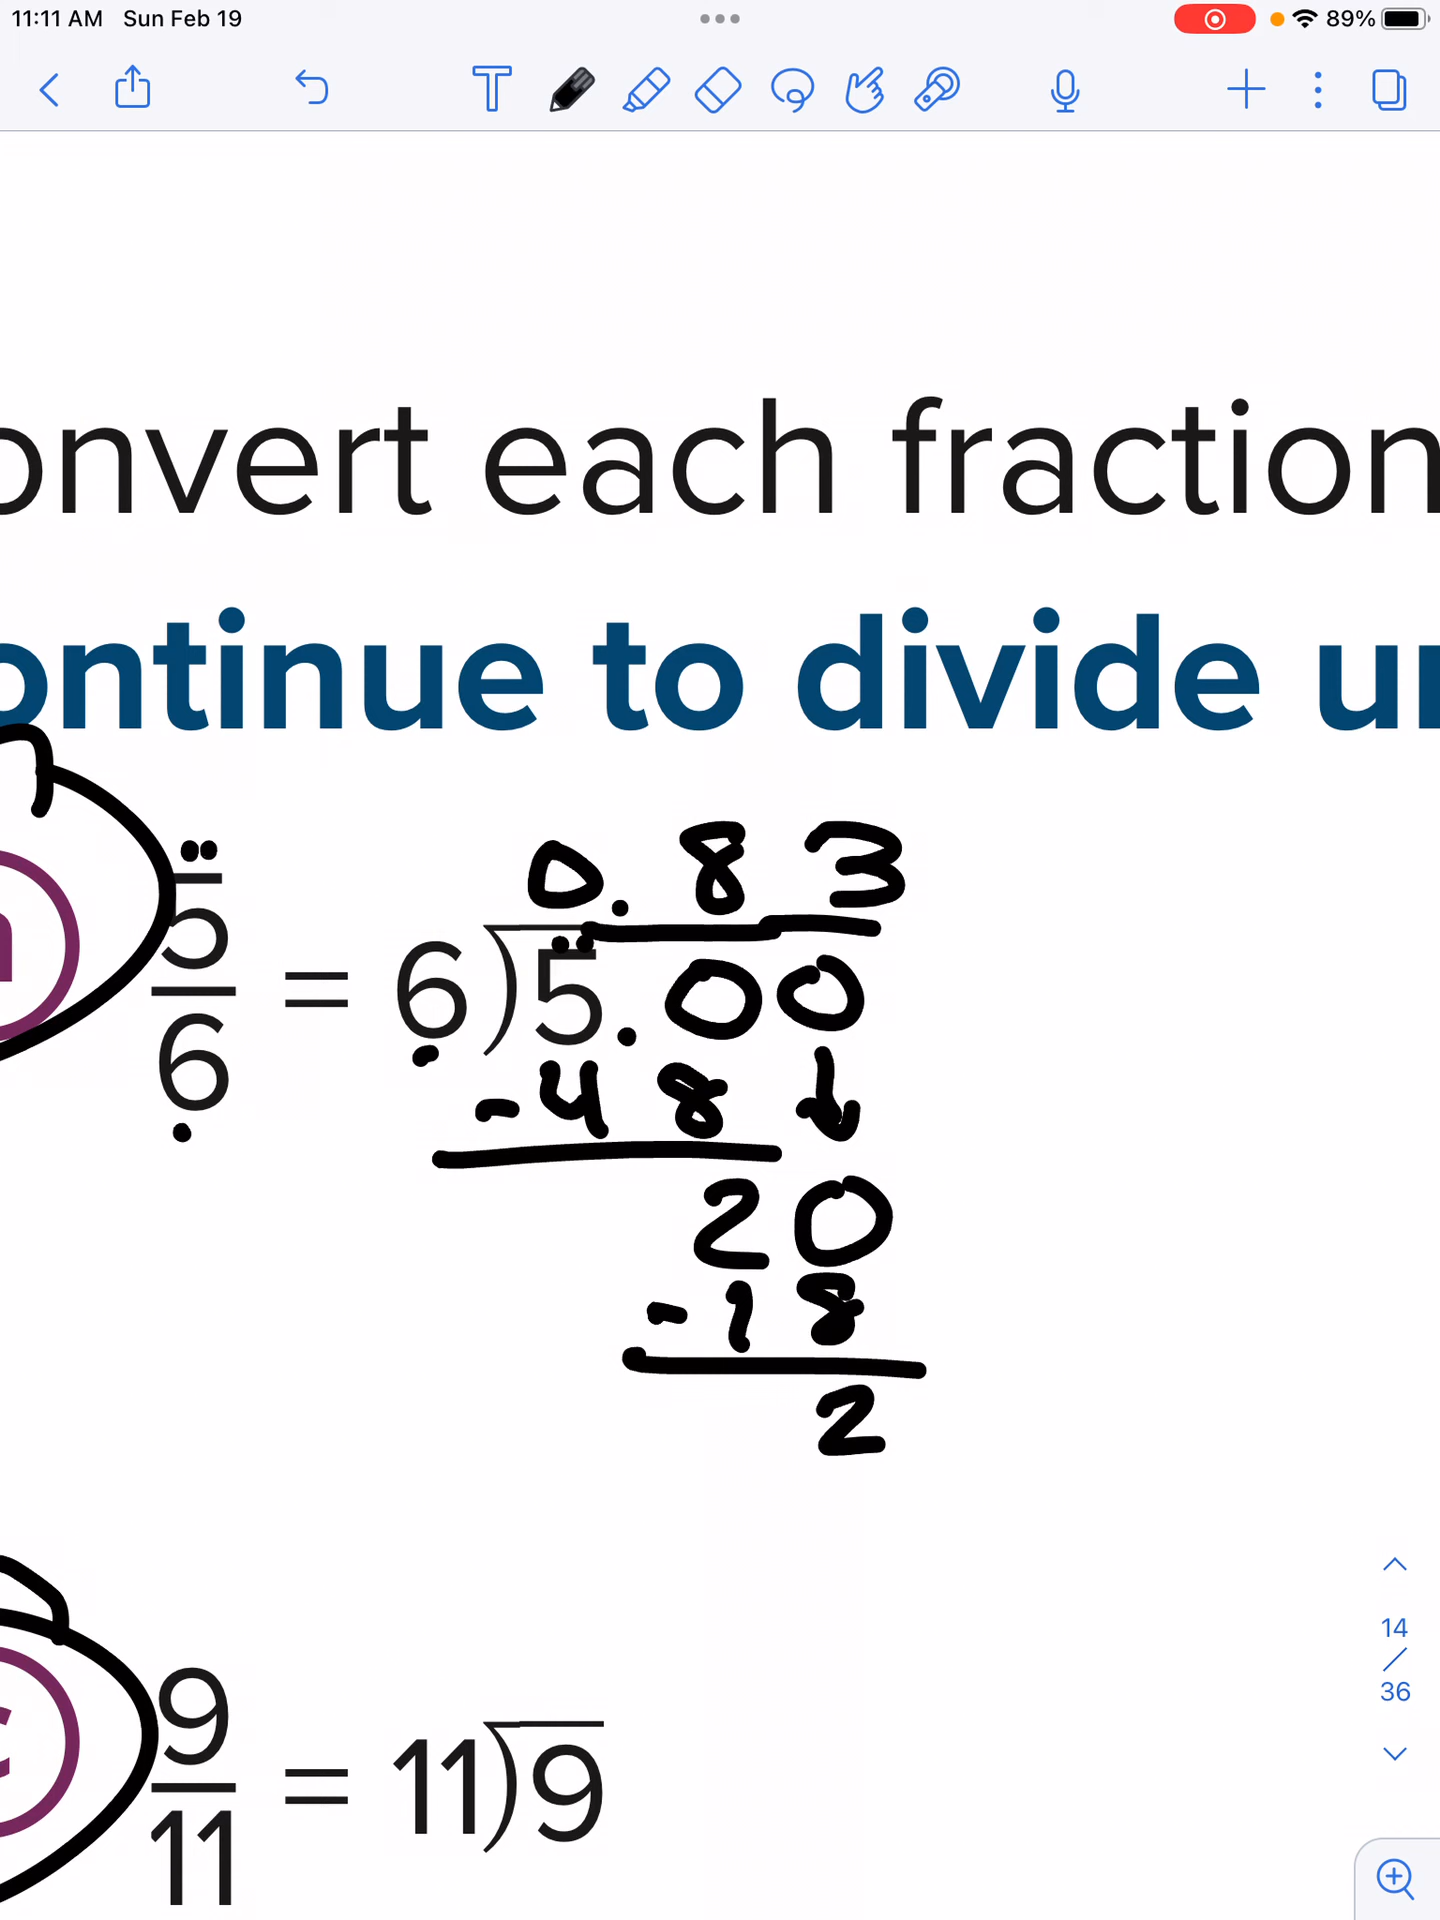 11:11 AM Sun Feb 19
89%
T
onvert each fraction
ontinue to divide un
0.83
5/6 = 6)5.00
-48
20
-18
2
9/11 = 11)9
14
/
36